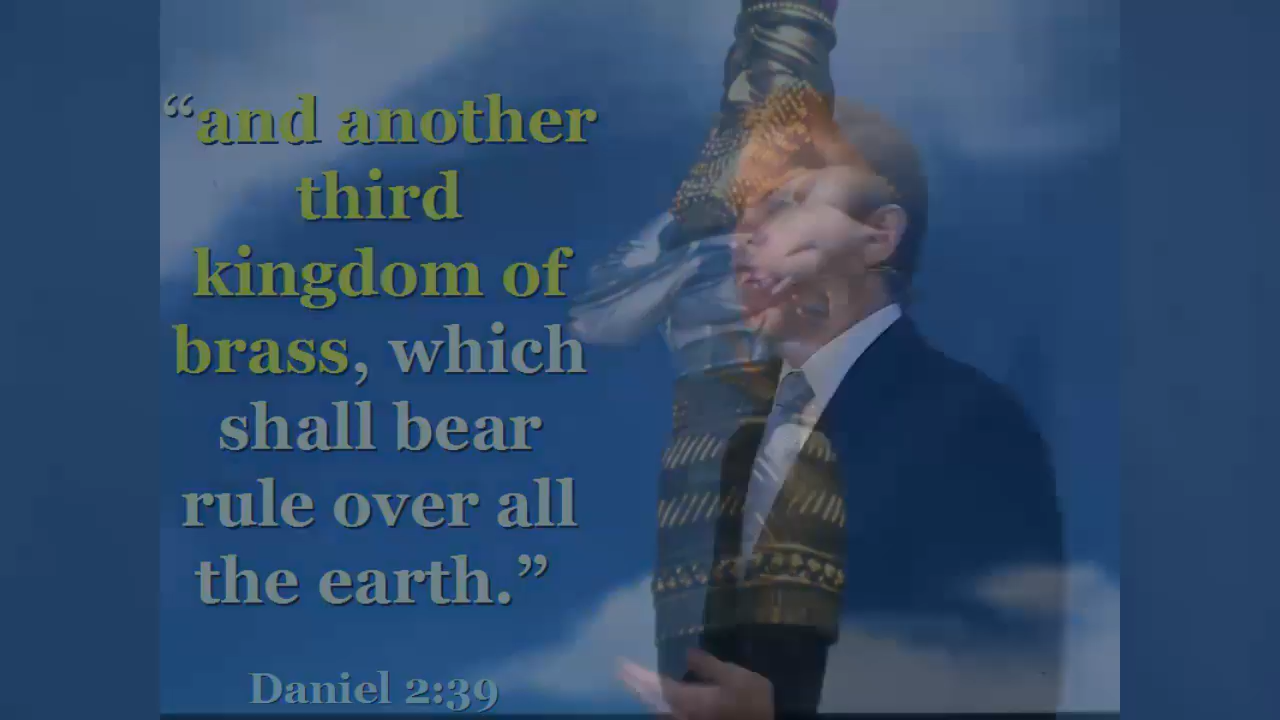 “and another
third
kingdom of
brass, which
shall bear
rule over all
the earth.”
Daniel 2:39